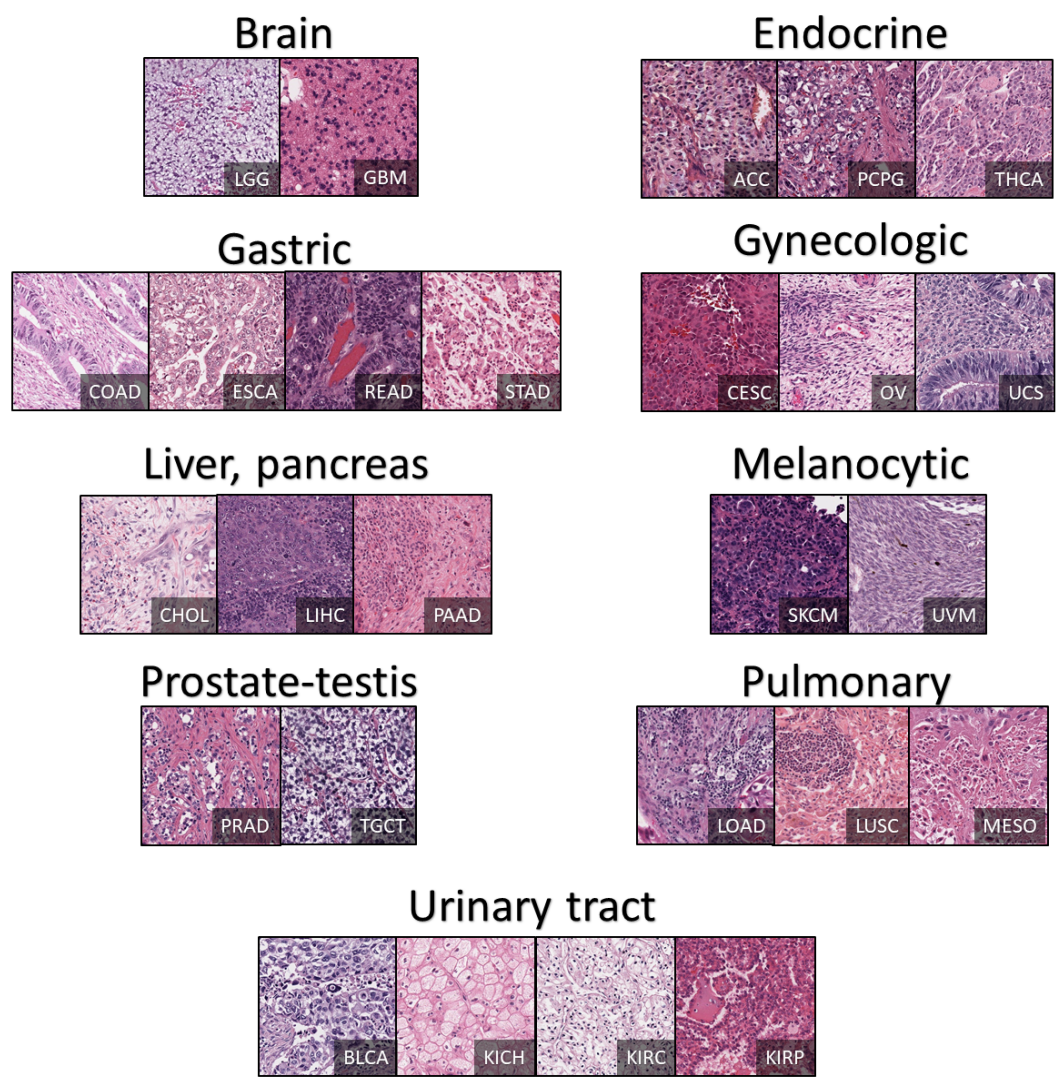 Brain
Endocrine
LGG
GBM
ACC
PCPG
THCA
Gastric
Gynecologic
COAD
ESCA
READ
STAD
CESC
OV
UCS
Liver, pancreas
Melanocytic
CHOL
LIHC
PAAD
SKCM
UVM
Prostate-testis
Pulmonary
PRAD
TGCT
LOAD
LUSC
MESO
Urinary tract
BLCA
KICH
KIRC
KIRP